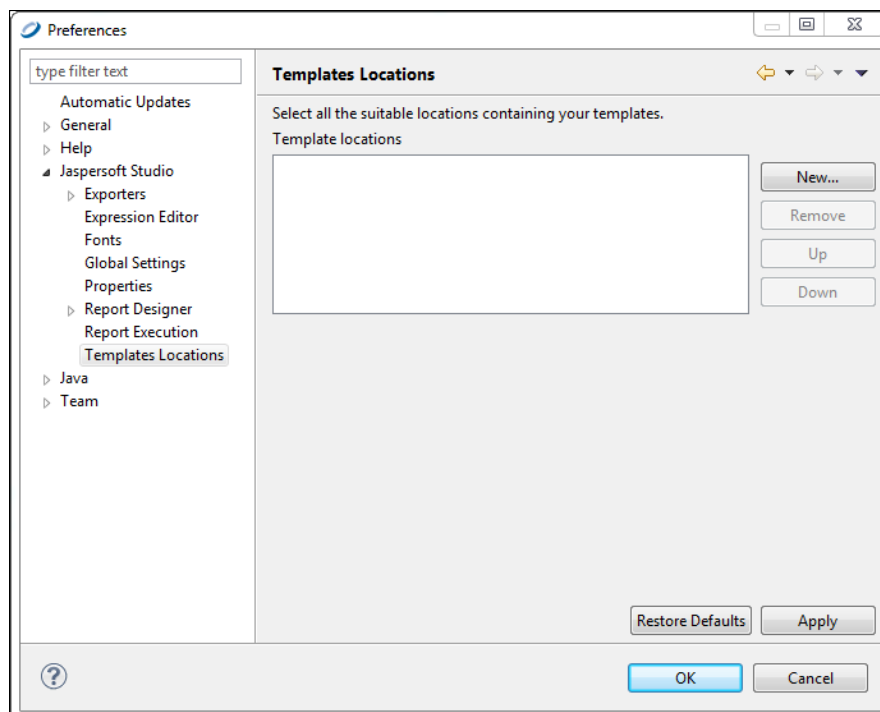 Preferences
type filter text
Automatic Updates
General
Help
Jaspersoft Studio
Exporters
Expression Editor
Fonts
Global Settings
Properties
Report Designer
Report Execution
Templates Locations
Java
Team
Templates Locations
Select all the suitable locations containing your templates.
Template locations
New...
Remove
Up
Down
Restore Defaults
Apply
?
OK
Cancel